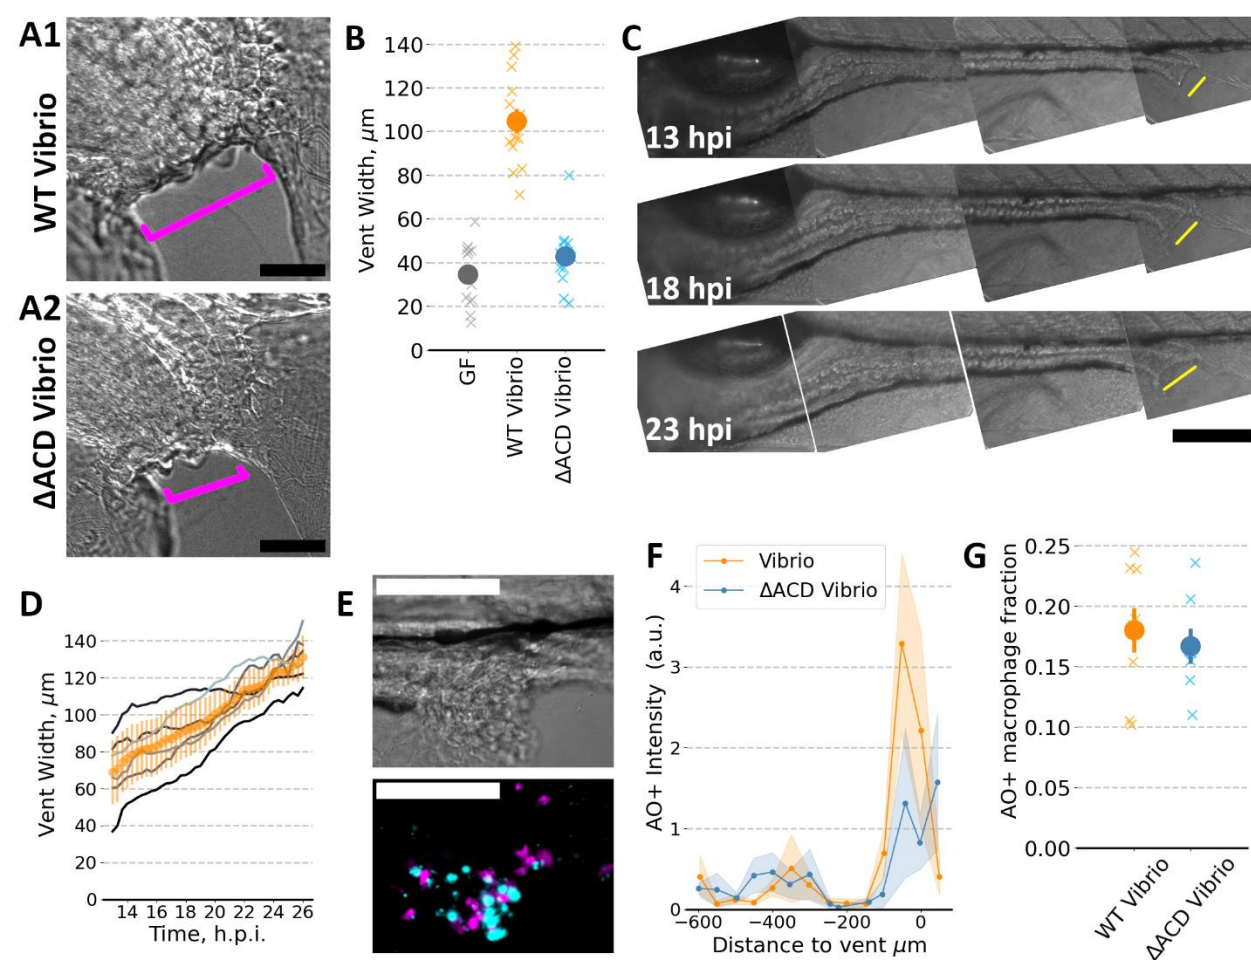 A1
WT Vibrio
A2
ΔACD Vibrio
B
Vent Width, μm
140
120
100
80
60
40
20
0
GF
WT Vibrio
ΔACD Vibrio
C
13 hpi
18 hpi
23 hpi
D
Vent Width, μm
140
120
100
80
60
40
20
0
14
16
18
20
22
24
26
Time, h.p.i.
E
F
Vibrio
ΔACD Vibrio
AO+ Intensity (a.u.)
4
3
2
1
0
−600
−400
−200
0
Distance to vent μm
G
AO+ macrophage fraction
0.25
0.20
0.15
0.10
0.05
0.00
WT Vibrio
ΔACD Vibrio